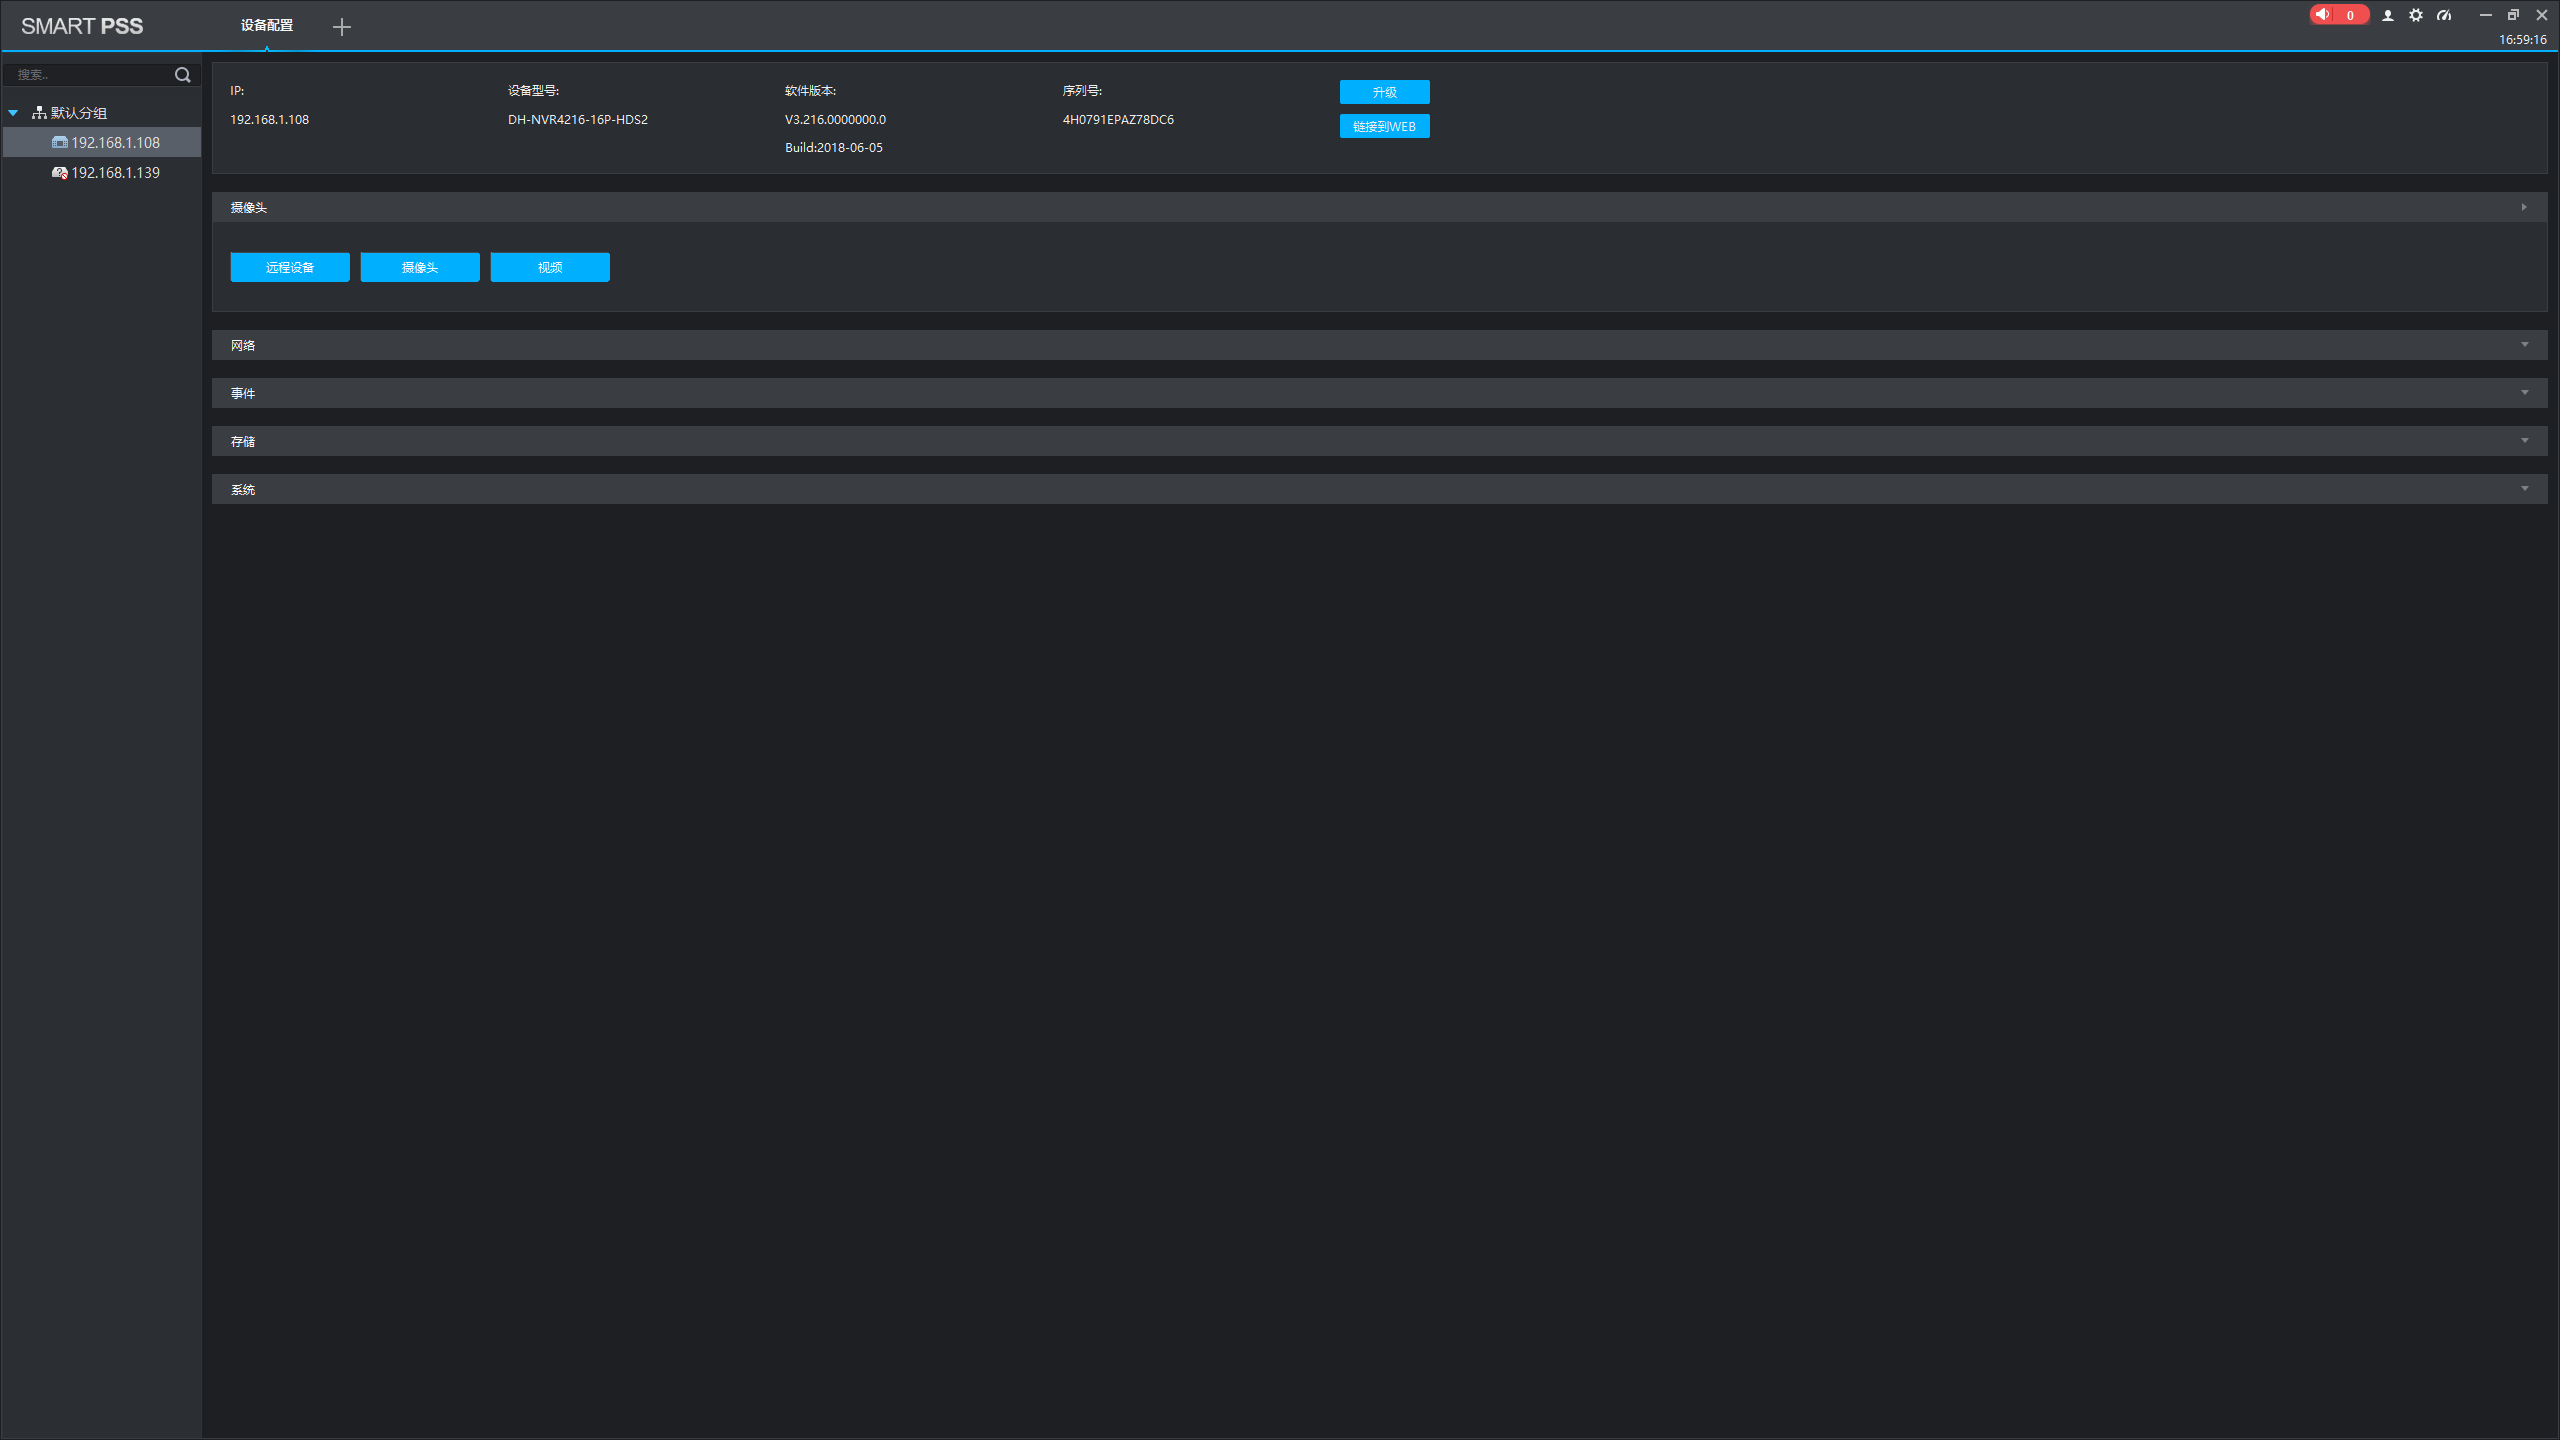 SMART PSS
设备配置
0
16:59:16
搜索..
默认分组
192.168.1.108
192.168.1.139
IP:
192.168.1.108
设备型号:
DH-NVR4216-16P-HDS2
软件版本:
V3.216.0000000.0
Build:2018-06-05
序列号:
4H0791EPAZ78DC6
升级
链接到WEB
摄像头
远程设备
摄像头
视频
网络
事件
存储
系统